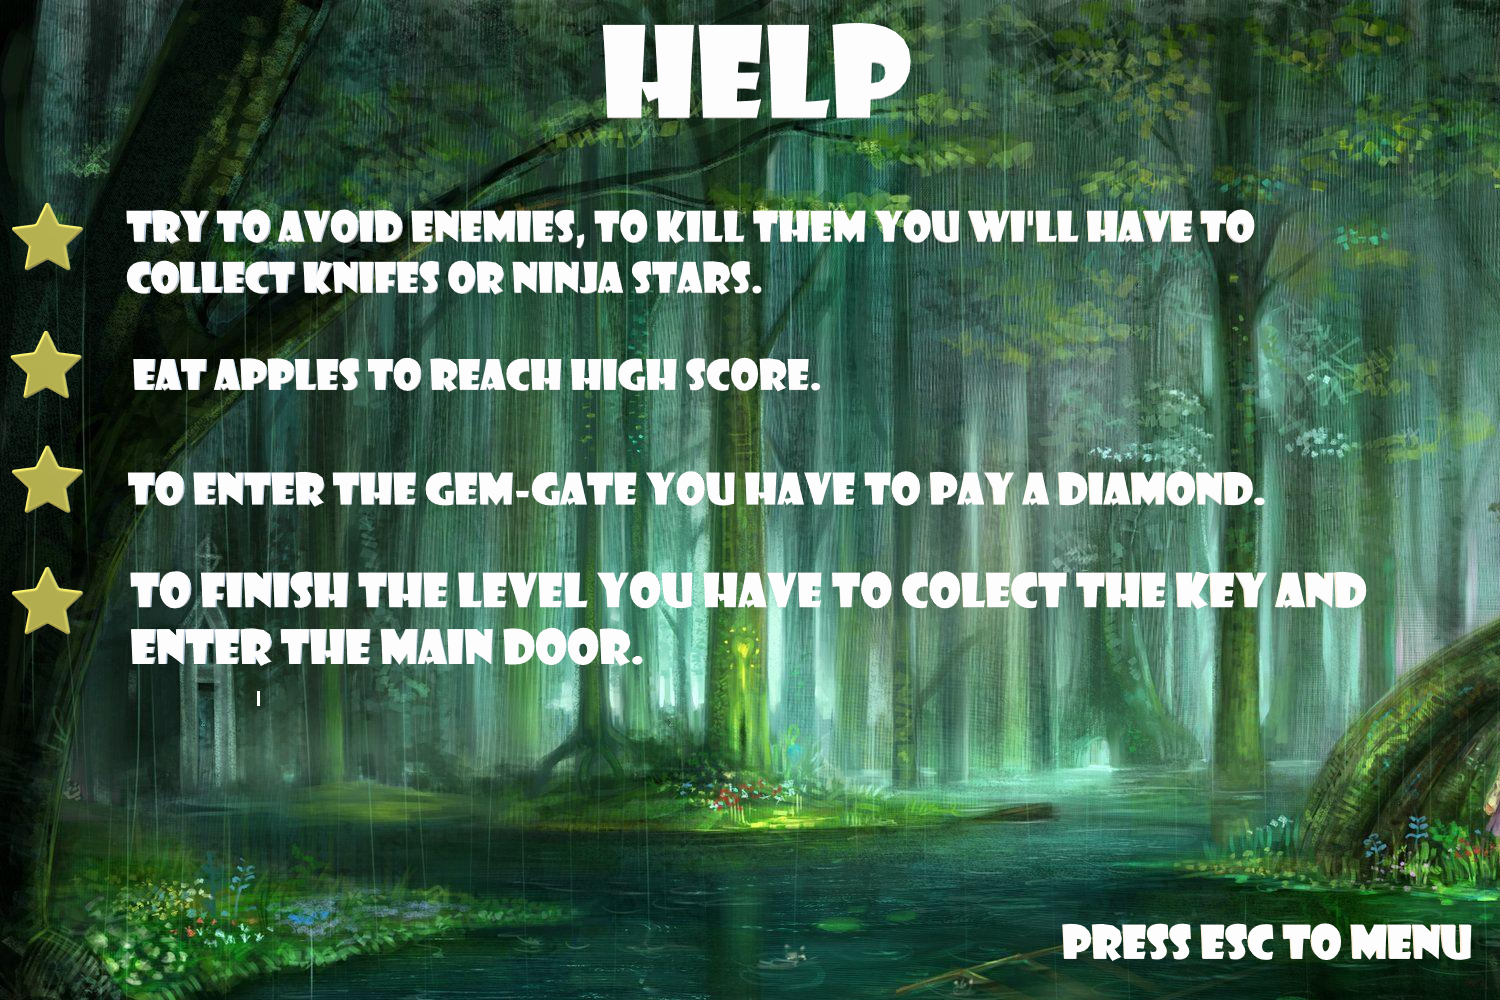 HELP
TRY TO AVOID ENEMIES, TO KILL THEM YOU WI'LL HAVE TO
COLLECT KNIFES OR NINJA STARS.
EAT APPLES TO REACH HIGH SCORE.
TO ENTER THE GEM-GATE YOU HAVE TO PAY A DIAMOND.
TO FINISH THE LEVEL YOU HAVE TO COLECT THE KEY AND
ENTER THE MAIN DOOR.
PRESS ESC TO MENU